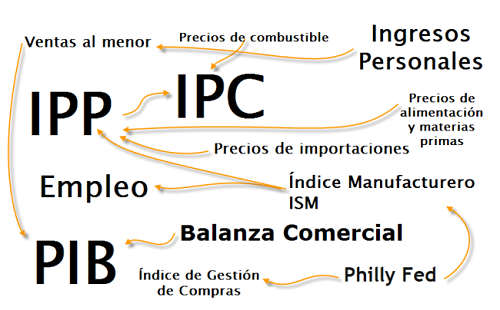 Ventas al menor
Precios de combustible
Ingresos
Personales
IPP
IPC
Precios de
alimentación
y materias
primas
Precios de importaciones
Empleo
Índice Manufacturero
ISM
PIB
Balanza Comercial
Índice de Gestión
de Compras
Philly Fed